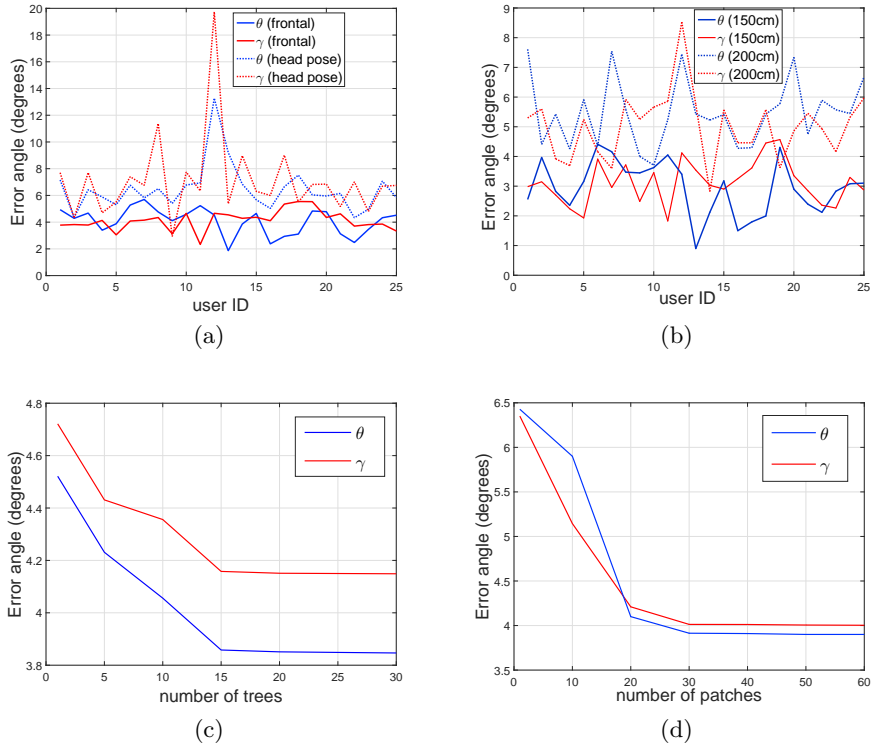 θ (frontal)
γ (frontal)
θ (head pose)
γ (head pose)
Error angle (degrees)
20
18
16
14
12
10
8
6
4
2
0
0 5 10 15 20 25
user ID
(a)
θ (150cm)
γ (150cm)
θ (200cm)
γ (200cm)
Error angle (degrees)
9
8
7
6
5
4
3
2
1
0
0 5 10 15 20 25
user ID
(b)
θ
γ
Error angle (degrees)
4.8
4.6
4.4
4.2
4
3.8
0 5 10 15 20 25 30
number of trees
(c)
θ
γ
Error angle (degrees)
6.5
6
5.5
5
4.5
4
3.5
0 10 20 30 40 50 60
number of patches
(d)